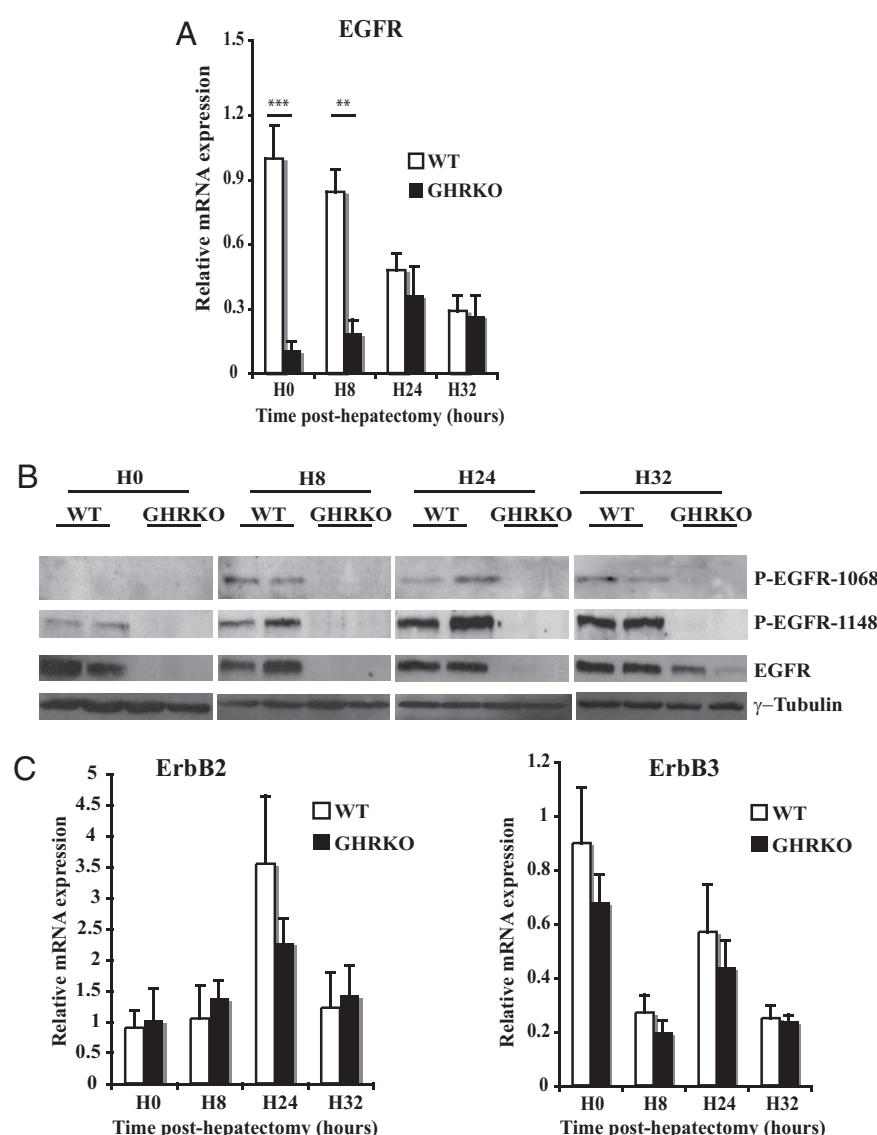 A
EGFR
Relative mRNA expression
1.5
1.2
0.9
0.6
0.3
0
***
**
WT
GHRKO
H0 H8 H24 H32
Time post-hepatectomy (hours)
B
H0 H8 H24 H32
WT GHRKO WT GHRKO WT GHRKO WT GHRKO
P-EGFR-1068
P-EGFR-1148
EGFR
γ–Tubulin
C
ErbB2
Relative mRNA expression
5
4.5
4
3.5
3
2.5
2
1.5
1
0.5
0
WT
GHRKO
H0 H8 H24 H32
Time post-hepatectomy (hours)
ErbB3
Relative mRNA expression
1.2
1
0.8
0.6
0.4
0.2
0
WT
GHRKO
H0 H8 H24 H32
Time post-hepatectomy (hours)